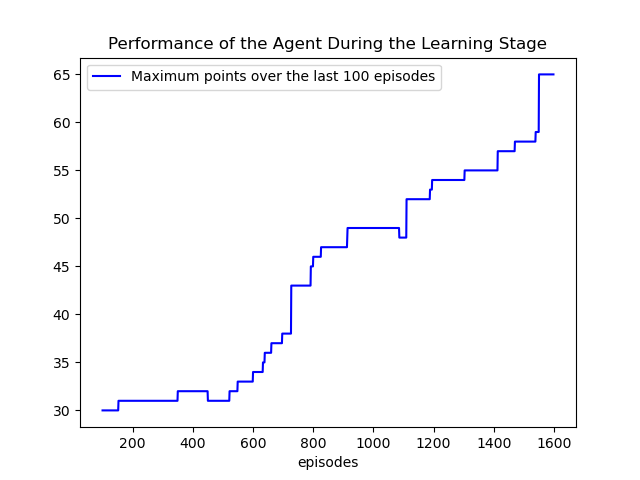 Performance of the Agent During the Learning Stage
Maximum points over the last 100 episodes
65
60
55
50
45
40
35
30
200 400 600 800 1000 1200 1400 1600
episodes